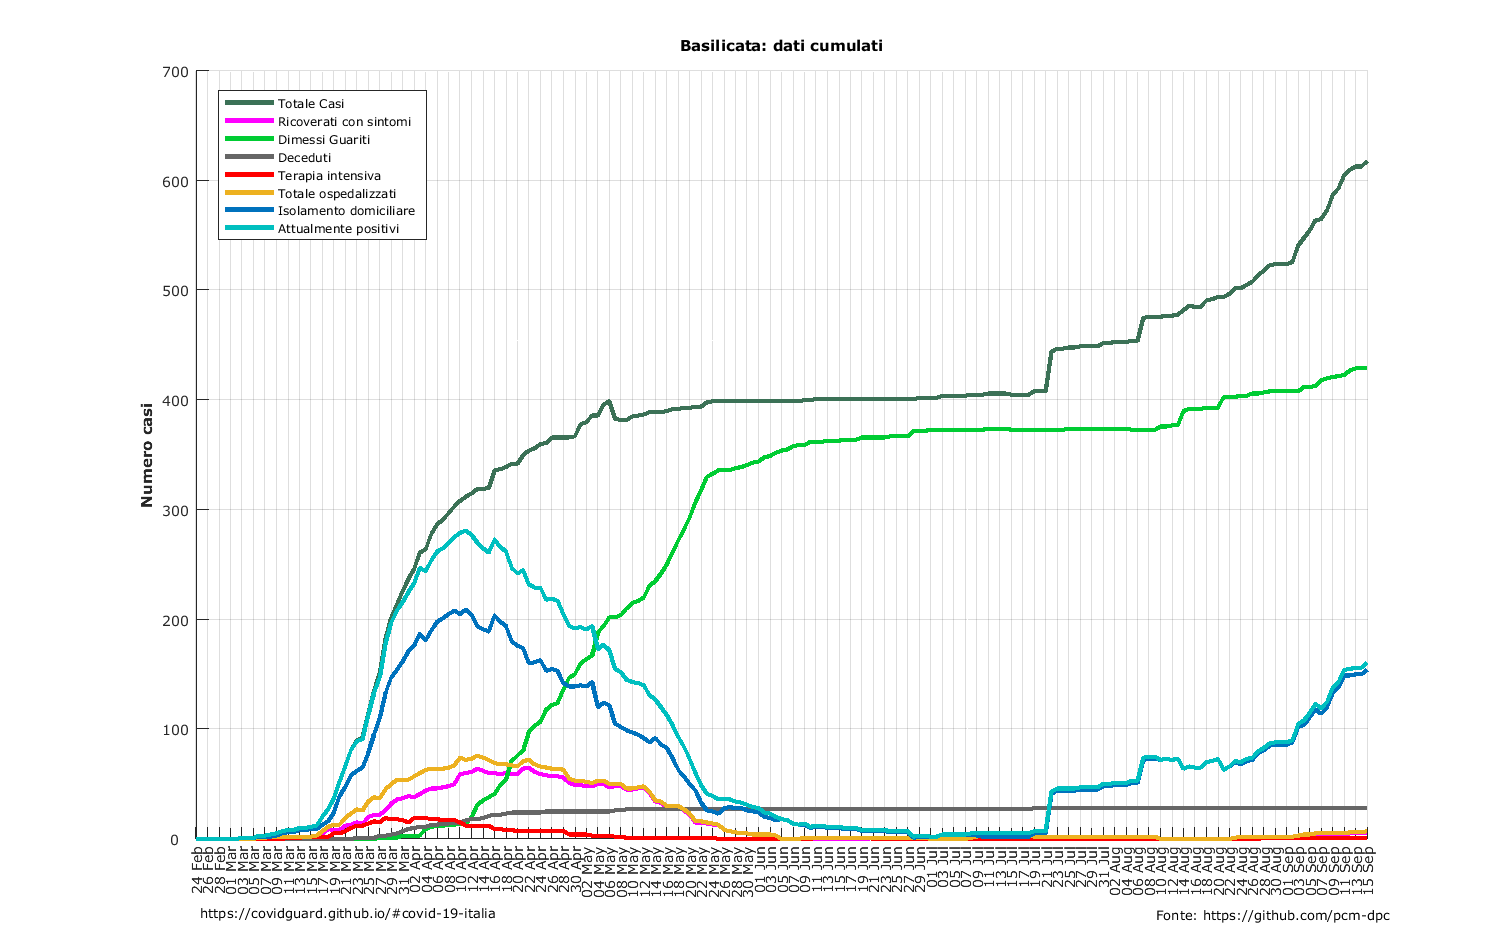 Basilicata: dati cumulati
700
600
500
400
300
200
100
0
Numero casi
Totale Casi
Ricoverati con sintomi
Dimessi Guariti
Deceduti
Terapia intensiva
Totale ospedalizzati
Isolamento domiciliare
Attualmente positivi
24 Feb
26 Feb
28 Feb
01 Mar
03 Mar
05 Mar
07 Mar
09 Mar
11 Mar
13 Mar
15 Mar
17 Mar
19 Mar
21 Mar
23 Mar
25 Mar
27 Mar
29 Mar
31 Mar
02 Apr
04 Apr
06 Apr
08 Apr
10 Apr
12 Apr
14 Apr
16 Apr
18 Apr
20 Apr
22 Apr
24 Apr
26 Apr
28 Apr
30 Apr
02 May
04 May
06 May
08 May
10 May
12 May
14 May
16 May
18 May
20 May
22 May
24 May
26 May
28 May
30 May
01 Jun
03 Jun
05 Jun
07 Jun
09 Jun
11 Jun
13 Jun
15 Jun
17 Jun
19 Jun
21 Jun
23 Jun
25 Jun
27 Jun
29 Jun
01 Jul
03 Jul
05 Jul
07 Jul
09 Jul
11 Jul
13 Jul
15 Jul
17 Jul
19 Jul
21 Jul
23 Jul
25 Jul
27 Jul
29 Jul
31 Jul
02 Aug
04 Aug
06 Aug
08 Aug
10 Aug
12 Aug
14 Aug
16 Aug
18 Aug
20 Aug
22 Aug
24 Aug
26 Aug
28 Aug
30 Aug
01 Sep
03 Sep
05 Sep
07 Sep
09 Sep
11 Sep
13 Sep
15 Sep
https://covidguard.github.io/#covid-19-italia
Fonte: https://github.com/pcm-dpc